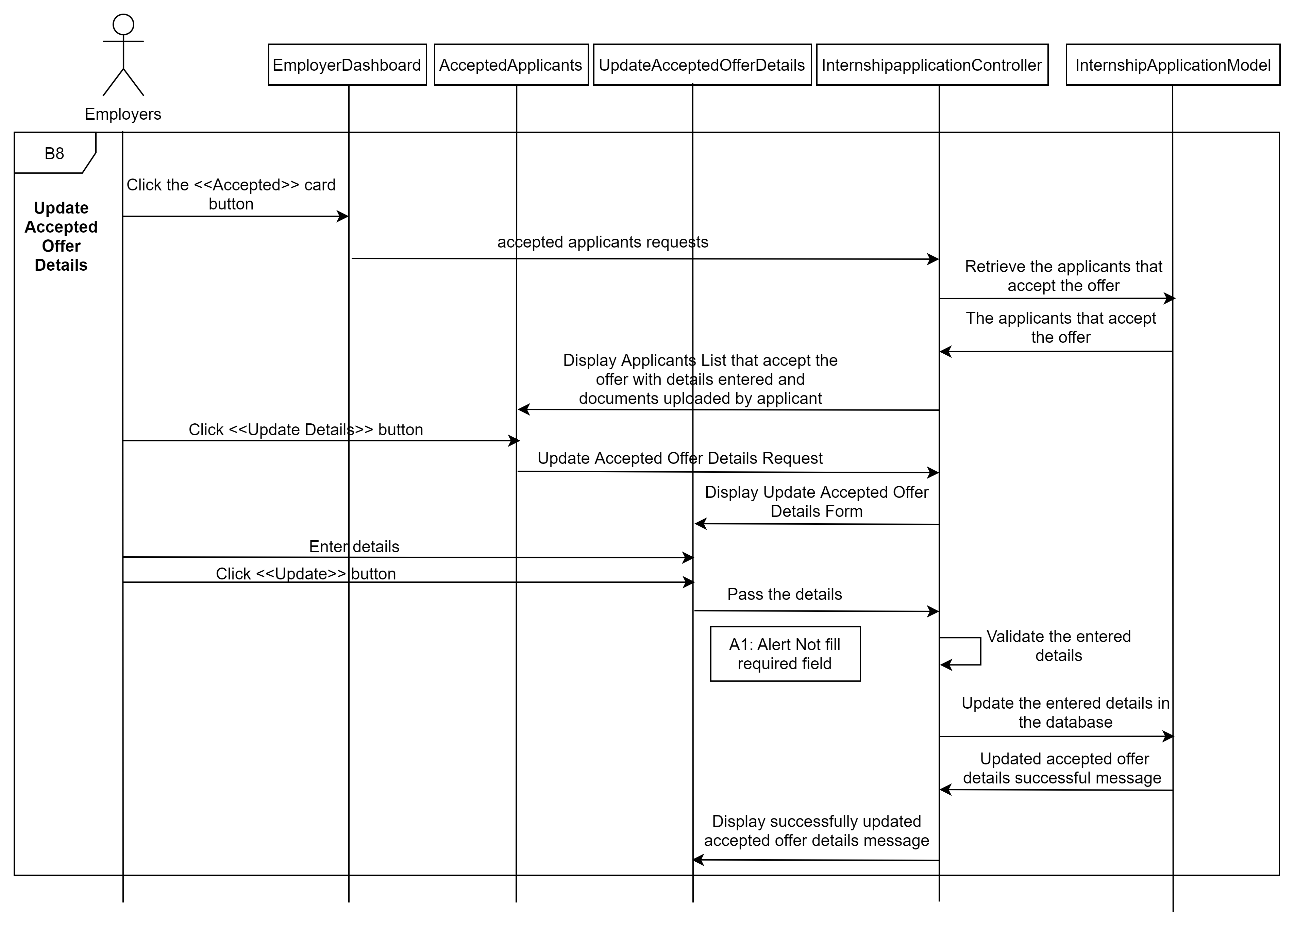 Employers
EmployerDashboard
AcceptedApplicants
UpdateAcceptedOfferDetails
InternshipapplicationController
InternshipApplicationModel
B8
Update
Accepted
Offer
Details
Click the <<Accepted>> card
button
accepted applicants requests
Retrieve the applicants that
accept the offer
The applicants that accept
the offer
Display Applicants List that accept the
offer with details entered and
documents uploaded by applicant
Click <<Update Details>> button
Update Accepted Offer Details Request
Display Update Accepted Offer
Details Form
Enter details
Click <<Update>> button
Pass the details
A1: Alert Not fill
required field
Validate the entered
details
Update the entered details in
the database
Updated accepted offer
details successful message
Display successfully updated
accepted offer details message